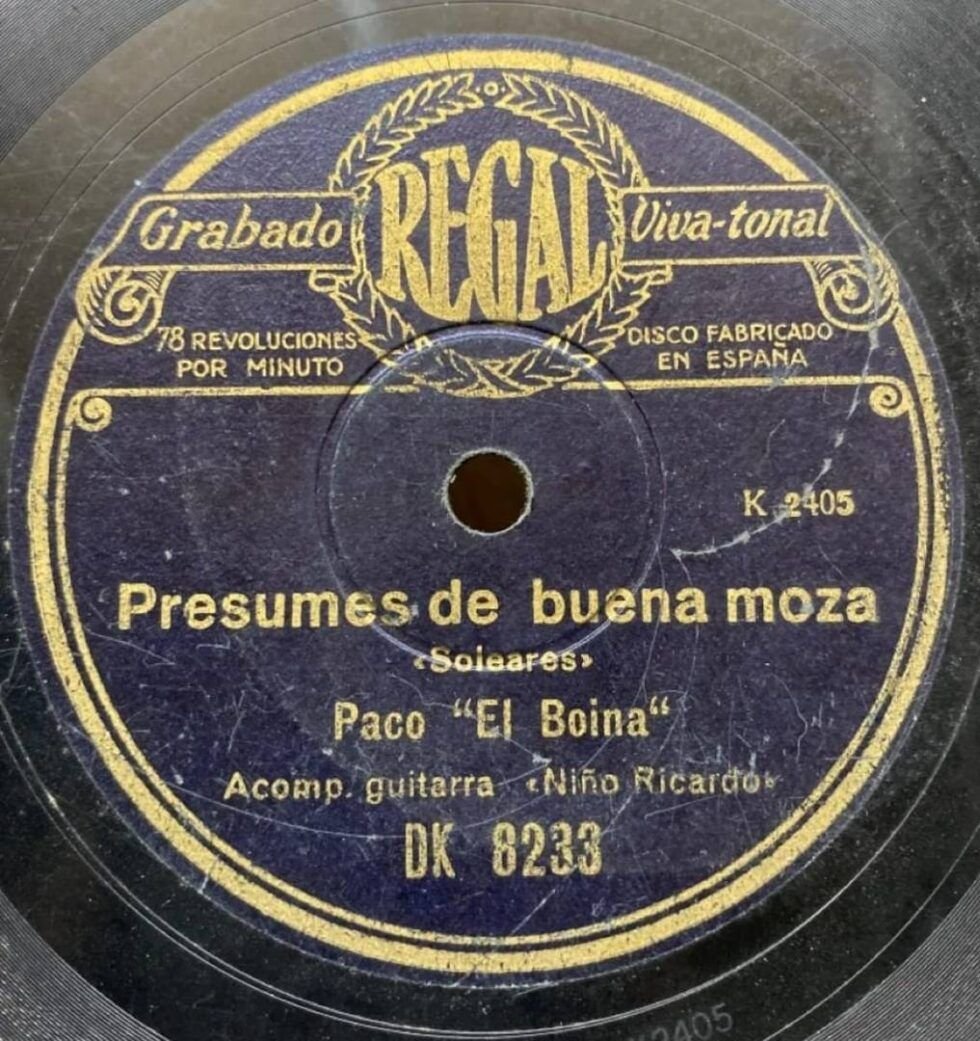 REGAL
Grabado Viva-tonal
78 REVOLUCIONES POR MINUTO
DISCO FABRICADO EN ESPAÑA
K 2405
Presumes de buena moza
«Soleares»
Paco "El Boina"
Acomp. guitarra «Niño Ricardo»
DK 8233
K2405